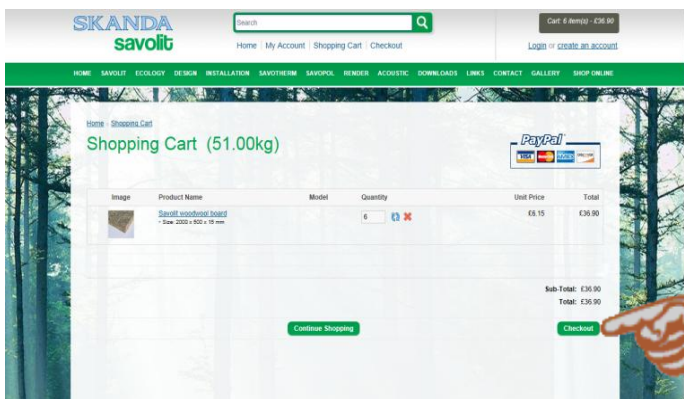 SKANDA
savolit
Search
Cart: 6 item(s) - £36.90
Home | My Account | Shopping Cart | Checkout
Login or create an account
HOME SAVOLIT ECOLOGY DESIGN INSTALLATION SAVOTHERM SAVOPOL RENDER ACOUSTIC DOWNLOADS LINKS CONTACT GALLERY SHOP ONLINE
Home » Shopping Cart
Shopping Cart (51.00kg)
PayPal
VISA
Image Product Name Model Quantity Unit Price Total
Savolit woodwool board 6 £6.15 £36.90
- Size: 2000 x 500 x 15 mm
Sub-Total: £36.90
Total: £36.90
Continue Shopping Checkout